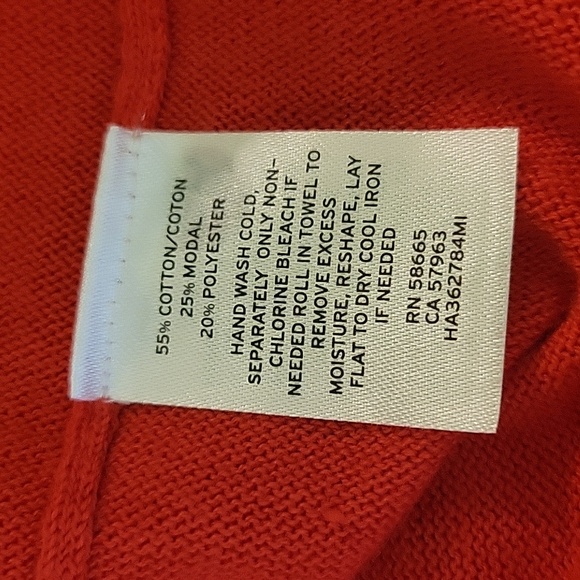 55% COTTON/COTON
25% MODAL
20% POLYESTER
HAND WASH COLD,
SEPARATELY ONLY NON-
CHLORINE BLEACH IF
NEEDED ROLL IN TOWEL TO
REMOVE EXCESS
MOISTURE, RESHAPE, LAY
FLAT TO DRY COOL IRON
IF NEEDED
RN 58665
CA 57963
HA362784MI